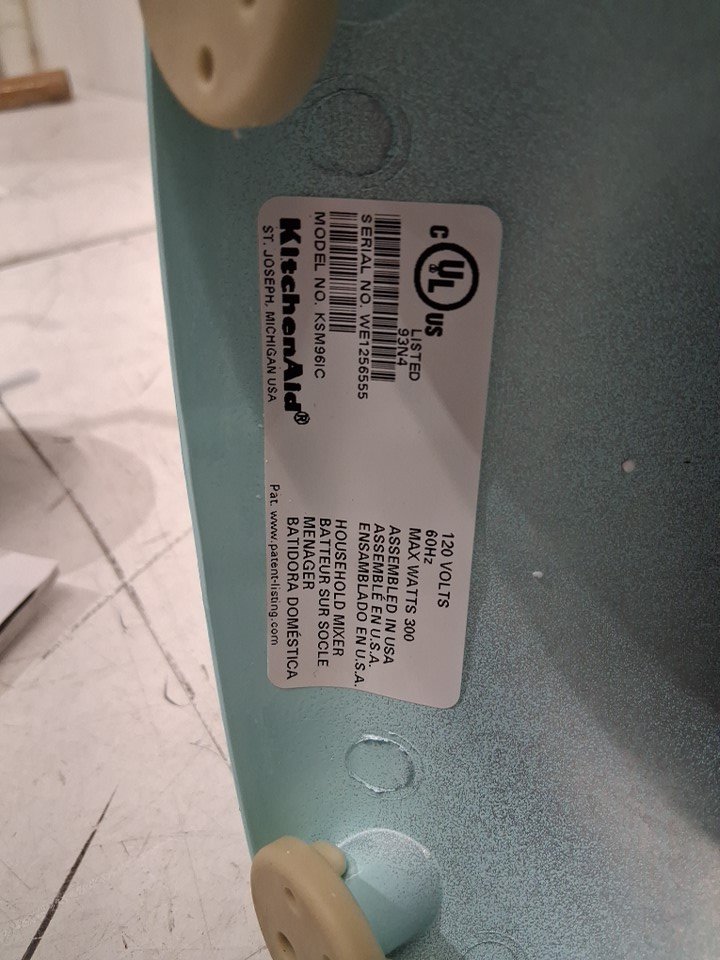 C UL US
LISTED
93N4
SERIAL NO. WE1256555
MODEL NO. KSM96IC
KitchenAid®
ST. JOSEPH, MICHIGAN USA
120 VOLTS
60Hz
MAX WATTS 300
ASSEMBLED IN USA
ASSEMBLÉ EN U.S.A.
ENSAMBLADO EN U.S.A.
HOUSEHOLD MIXER
BATTEUR SUR SOCLE
MENAGER
BATIDORA DOMÉSTICA
Pat. www.patent-listing.com